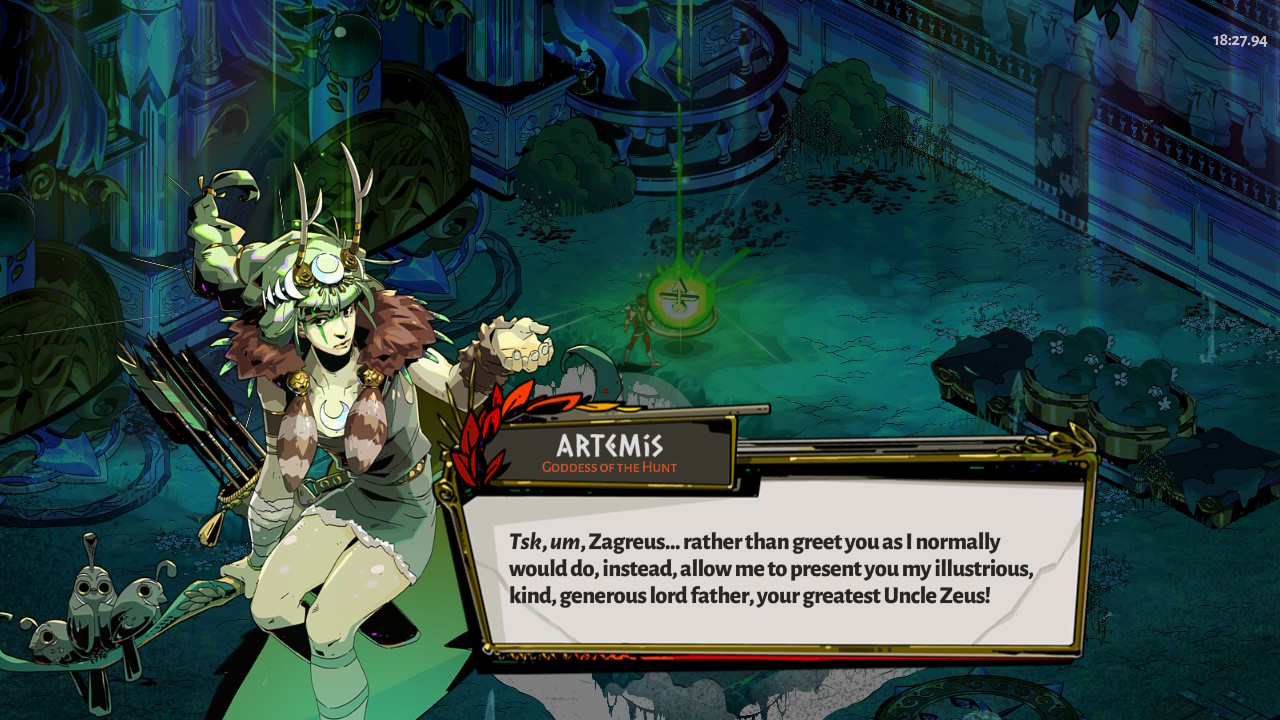 18:27.94
ARTEMIS
GODDESS OF THE HUNT
Tsk, um, Zagreus... rather than greet you as I normally
would do, instead, allow me to present you my illustrious,
kind, generous lord father, your greatest Uncle Zeus!